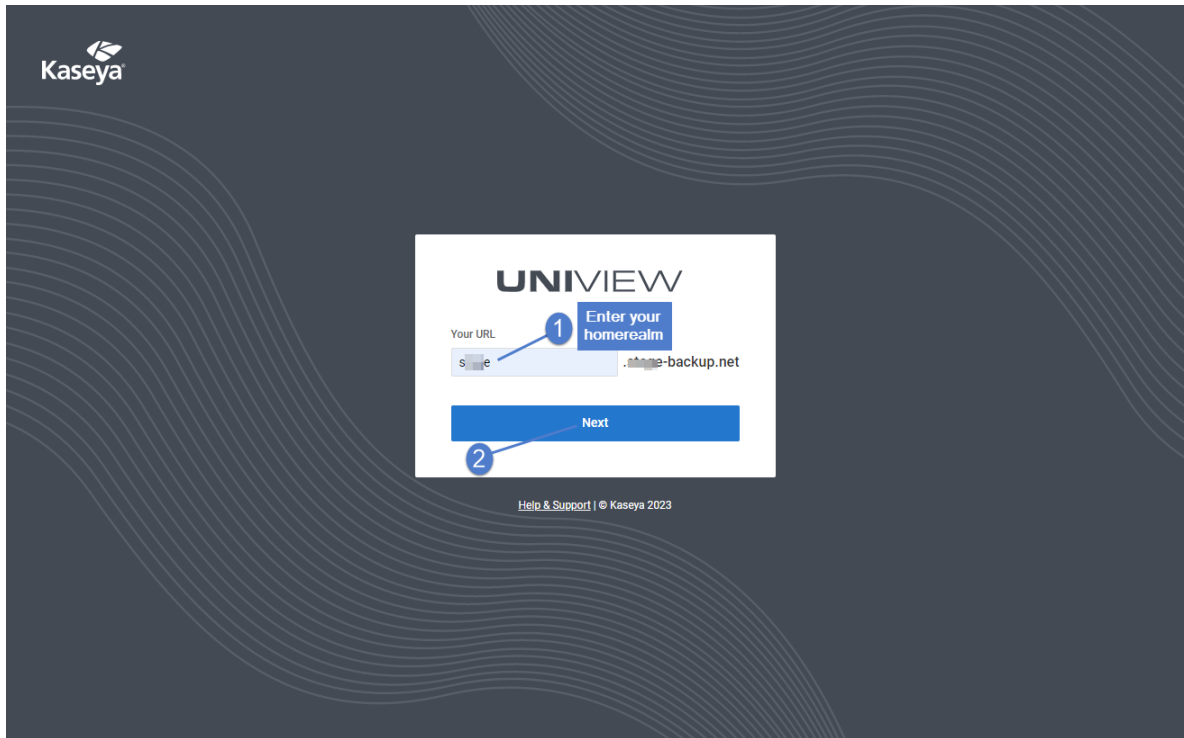 Kaseya
UNIVIEW
Your URL
1
Enter your
homerealm
-backup.net
Next
2
Help & Support | © Kaseya 2023